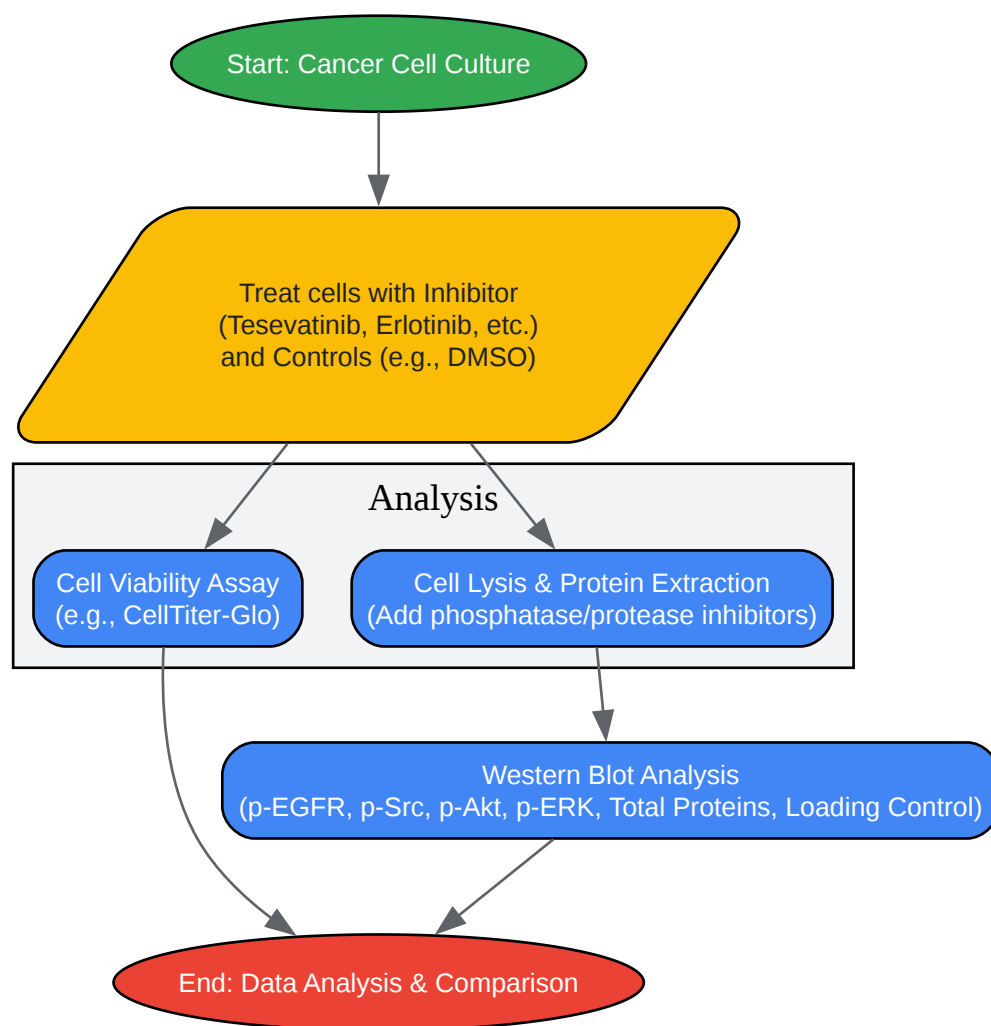 Start: Cancer Cell Culture
Treat cells with Inhibitor
(Tesevatinib, Erlotinib, etc.)
and Controls (e.g., DMSO)
Analysis
Cell Viability Assay
(e.g., CellTiter-Glo)
Cell Lysis & Protein Extraction
(Add phosphatase/protease inhibitors)
Western Blot Analysis
(p-EGFR, p-Src, p-Akt, p-ERK, Total Proteins, Loading Control)
End: Data Analysis & Comparison